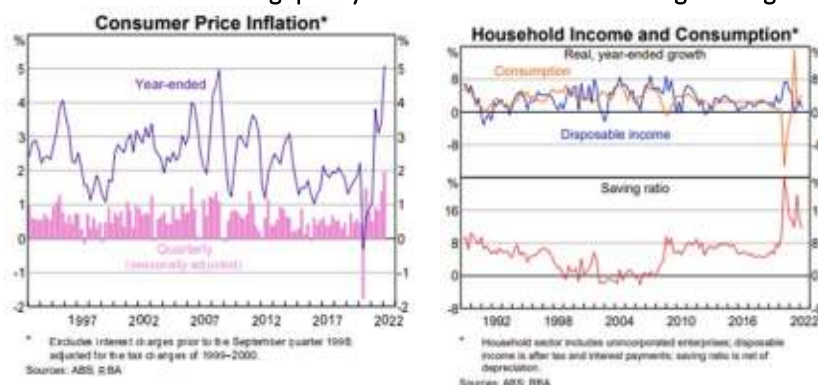 Consumer Price Inflation*
% %
Year-ended
5 5
4 4
3 3
2 2
1 1
0 0
-1 -1
-2 -2
Quarterly
(seasonally adjusted)
1997 2002 2007 2012 2017 2022
* Excludes interest charges prior to the September quarter 1998;
adjusted for the tax changes of 1999–2000.
Sources: ABS; RBA
Household Income and Consumption*
% %
Real, year-ended growth
Consumption
8 8
0 0
Disposable income
-8 -8
% %
Saving ratio
16 16
8 8
0 0
-8 -8
1992 1998 2004 2010 2016 2022
* Household sector includes unincorporated enterprises; disposable
income is after tax and interest payments; saving ratio is net of
depreciation.
Sources: ABS; RBA